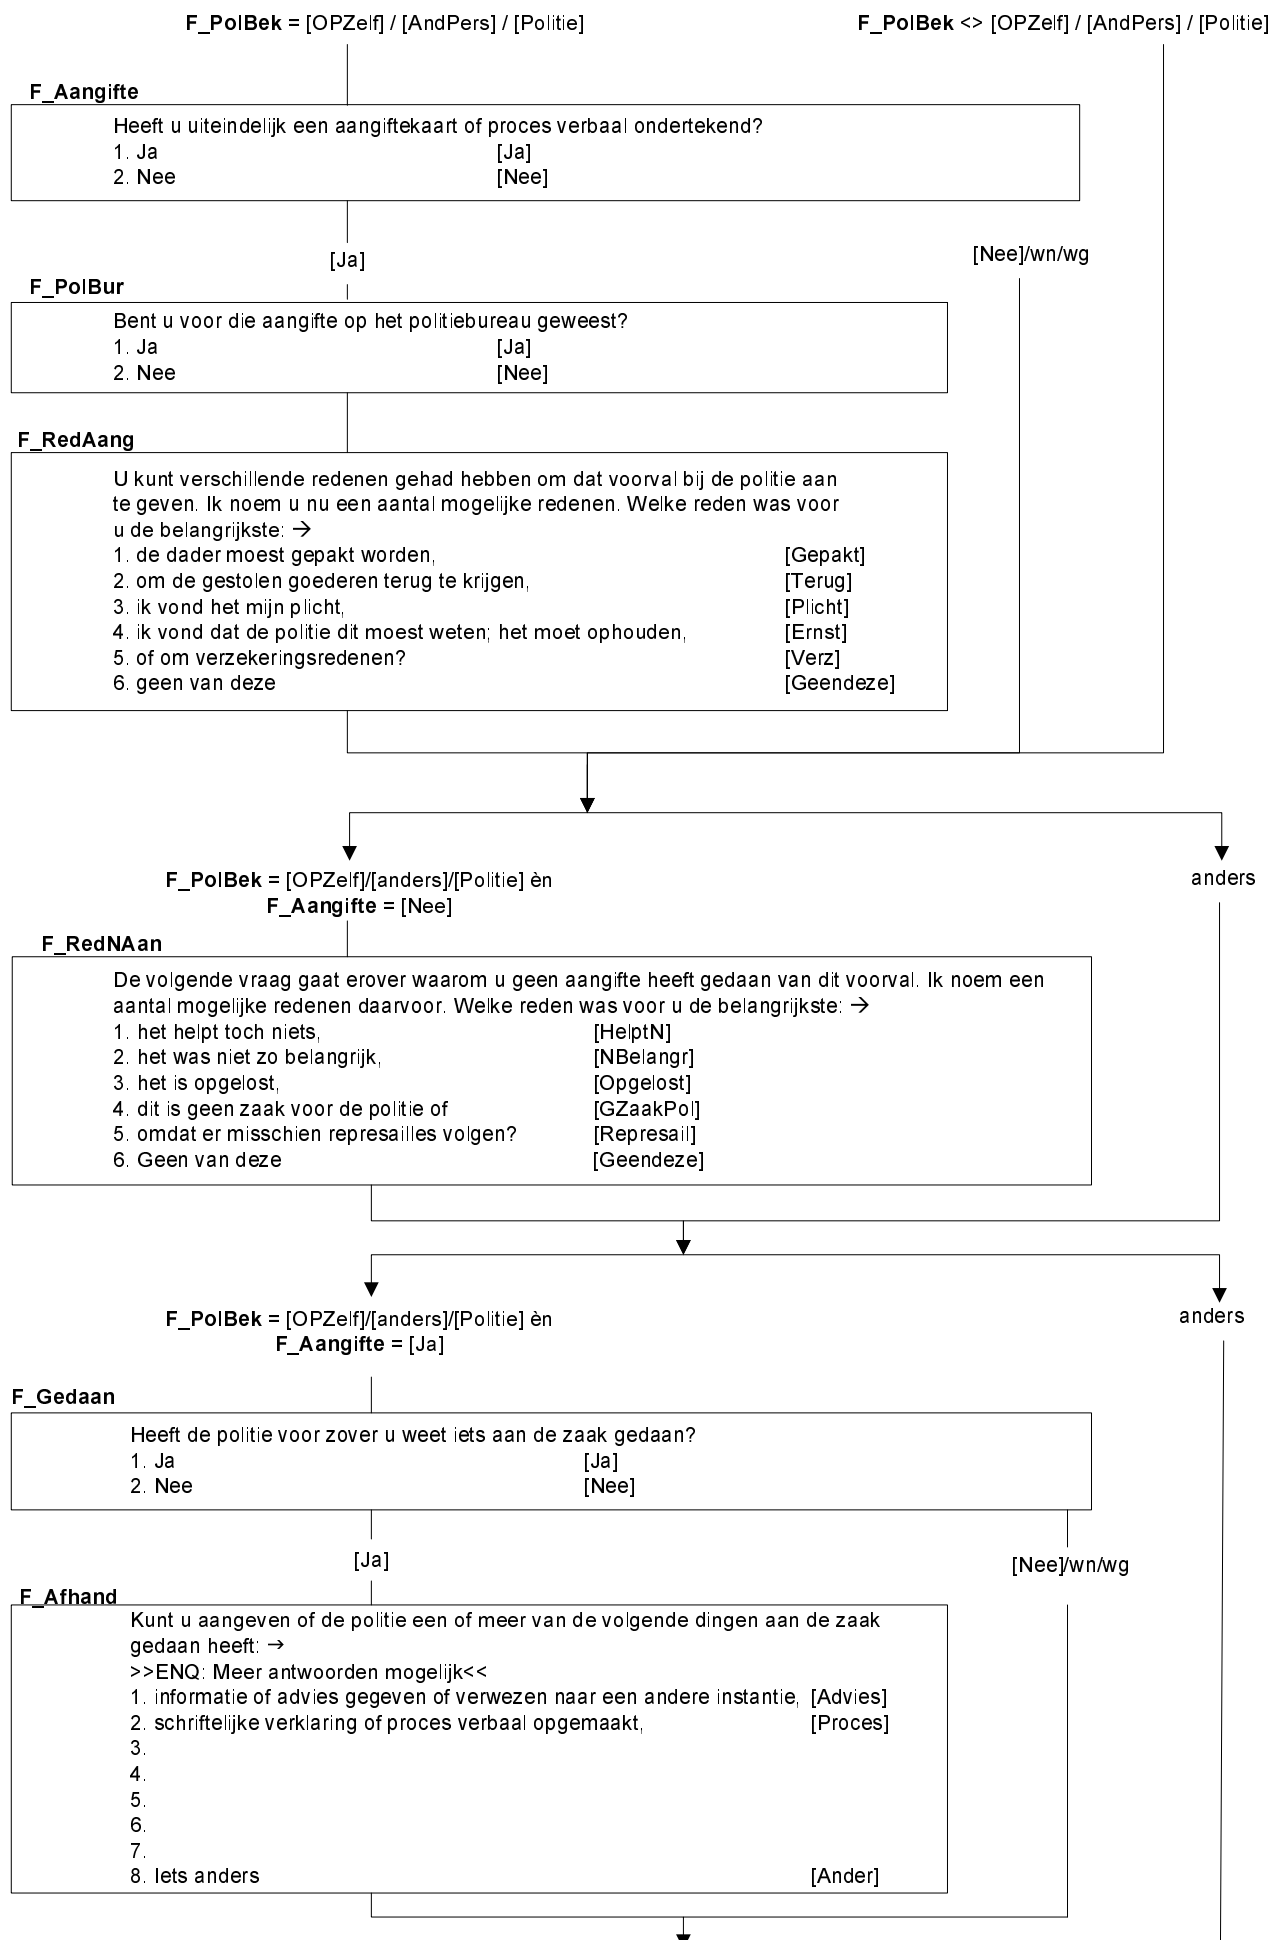 F_PolBek = [OPZelf] / [AndPers] / [Politie]
F_PolBek <> [OPZelf] / [AndPers] / [Politie]
F_Aangifte
Heeft u uiteindelijk een aangiftekaart of proces verbaal ondertekend?
1. Ja [Ja]
2. Nee [Nee]
[Ja]
[Nee]/wn/wg
F_PolBur
Bent u voor die aangifte op het politiebureau geweest?
1. Ja [Ja]
2. Nee [Nee]
F_RedAang
U kunt verschillende redenen gehad hebben om dat voorval bij de politie aan
te geven. Ik noem u nu een aantal mogelijke redenen. Welke reden was voor
u de belangrijkste: →
1. de dader moest gepakt worden, [Gepakt]
2. om de gestolen goederen terug te krijgen, [Terug]
3. ik vond het mijn plicht, [Plicht]
4. ik vond dat de politie dit moest weten; het moet ophouden, [Ernst]
5. of om verzekeringsredenen? [Verz]
6. geen van deze [Geendeze]
F_PolBek = [OPZelf]/[anders]/[Politie] èn
F_Aangifte = [Nee]
anders
F_RedNAan
De volgende vraag gaat erover waarom u geen aangifte heeft gedaan van dit voorval. Ik noem een
aantal mogelijke redenen daarvoor. Welke reden was voor u de belangrijkste: →
1. het helpt toch niets, [HelptN]
2. het was niet zo belangrijk, [NBelangr]
3. het is opgelost, [Opgelost]
4. dit is geen zaak voor de politie of [GZaakPol]
5. omdat er misschien represailles volgen? [Represail]
6. Geen van deze [Geendeze]
F_PolBek = [OPZelf]/[anders]/[Politie] èn
F_Aangifte = [Ja]
anders
F_Gedaan
Heeft de politie voor zover u weet iets aan de zaak gedaan?
1. Ja [Ja]
2. Nee [Nee]
[Ja]
[Nee]/wn/wg
F_Afhand
Kunt u aangeven of de politie een of meer van de volgende dingen aan de zaak
gedaan heeft: →
>>ENQ: Meer antwoorden mogelijk<<
1. informatie of advies gegeven of verwezen naar een andere instantie, [Advies]
2. schriftelijke verklaring of proces verbaal opgemaakt, [Proces]
3.
4.
5.
6.
7.
8. Iets anders [Ander]